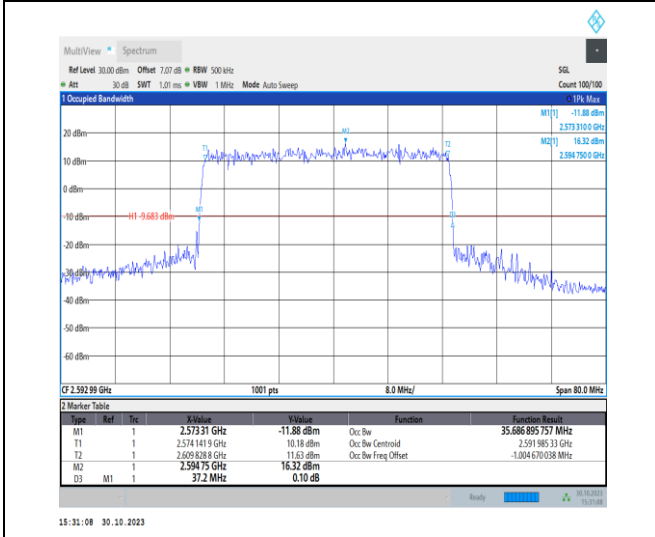 MultiView Spectrum
Ref Level 30.00 dBm Offset 7.07 dB RBW 500 kHz SGL
Att 30 dB SWT 1.01 ms VBW 1 MHz Mode Auto Sweep Count 100/100
1 Occupied Bandwidth 1Pk Max
M1[1] -11.88 dBm
2.573 310 0 GHz
M2[1] 16.32 dBm
2.594 750 0 GHz
20 dBm
M2
T1
T2
10 dBm
0 dBm
M1
-10 dBm
H1 -9.683 dBm
D3
-20 dBm
-30 dBm
-40 dBm
-50 dBm
-60 dBm
CF 2.592 99 GHz 1001 pts 8.0 MHz/ Span 80.0 MHz
2 Marker Table
Type Ref Trc X-Value Y-Value Function Function Result
M1 1 2.573 31 GHz -11.88 dBm Occ Bw 35.686 895 757 MHz
T1 1 2.574 141 9 GHz 10.18 dBm Occ Bw Centroid 2.591 985 33 GHz
T2 1 2.609 828 8 GHz 11.63 dBm Occ Bw Freq Offset -1.004 670 038 MHz
M2 1 2.594 75 GHz 16.32 dBm
D3 M1 1 37.2 MHz 0.10 dB
Ready 30.10.2023
15:31:08
15:31:08 30.10.2023